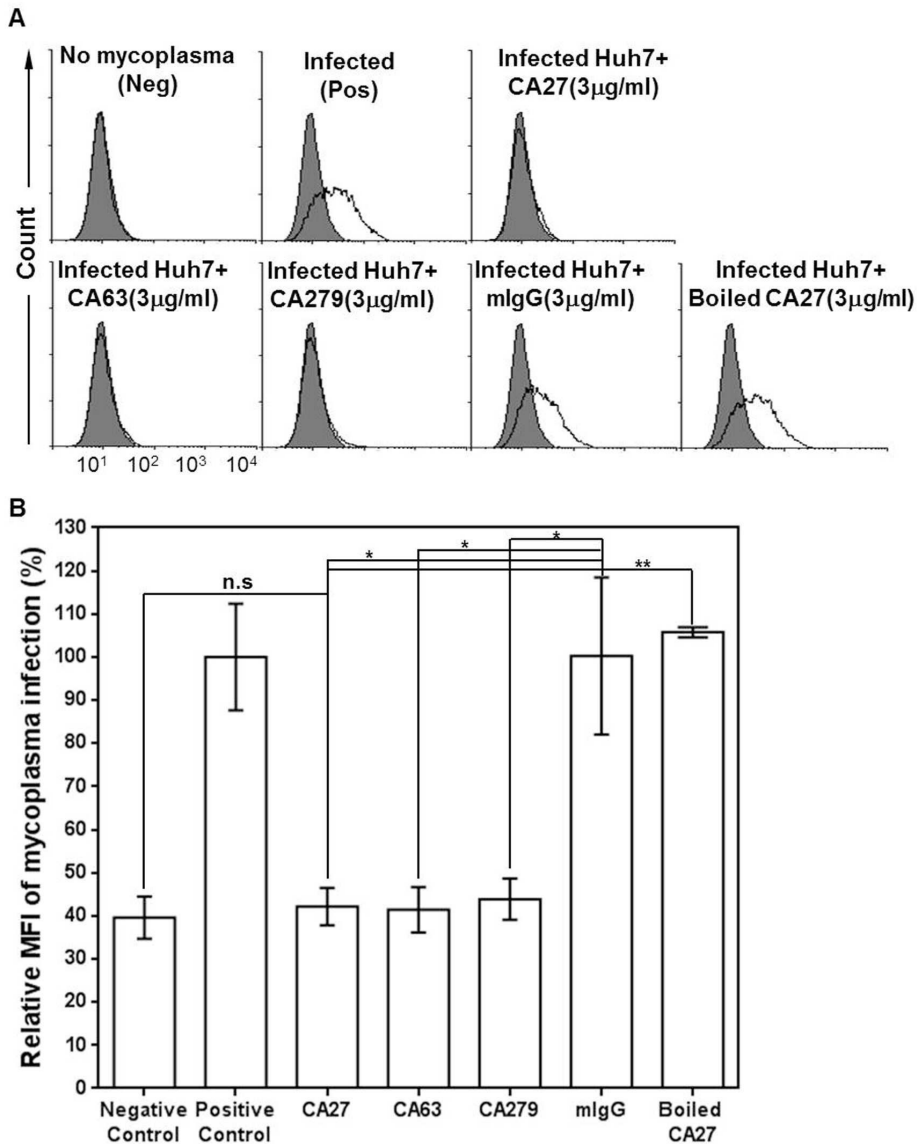 A
No mycoplasma
(Neg)
Infected
(Pos)
Infected Huh7+
CA27(3μg/ml)
Count
Infected Huh7+
CA63(3μg/ml)
Infected Huh7+
CA279(3μg/ml)
Infected Huh7+
mIgG(3μg/ml)
Infected Huh7+
Boiled CA27(3μg/ml)
10¹ 10² 10³ 10⁴
B
Relative MFI of mycoplasma infection (%)
130
120
110
100
90
80
70
60
50
40
30
20
10
0
n.s
*
*
*
**
Negative
Control
Positive
Control
CA27
CA63
CA279
mIgG
Boiled
CA27